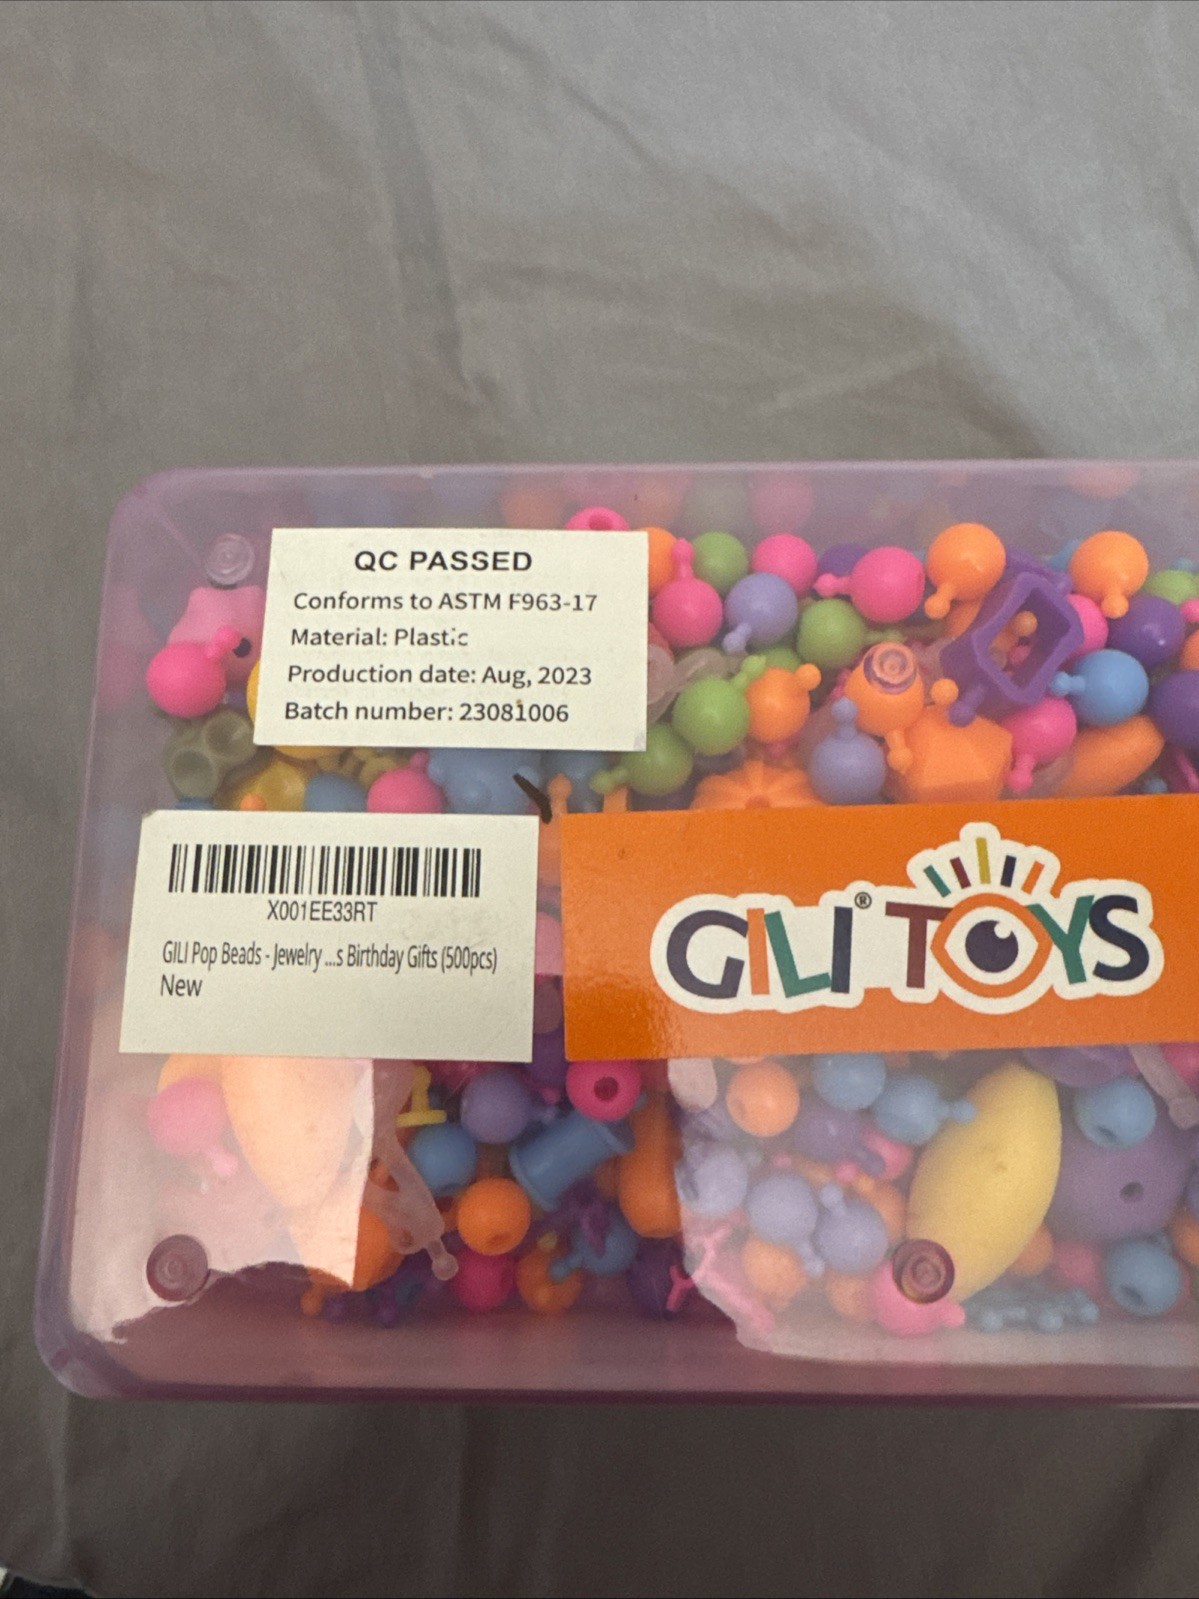 QC PASSED
Conforms to ASTM F963-17
Material: Plastic
Production date: Aug, 2023
Batch number: 23081006
X001EE33RT
GILI Pop Beads - Jewelry ...s Birthday Gifts (500pcs)
New
GILI® TOYS